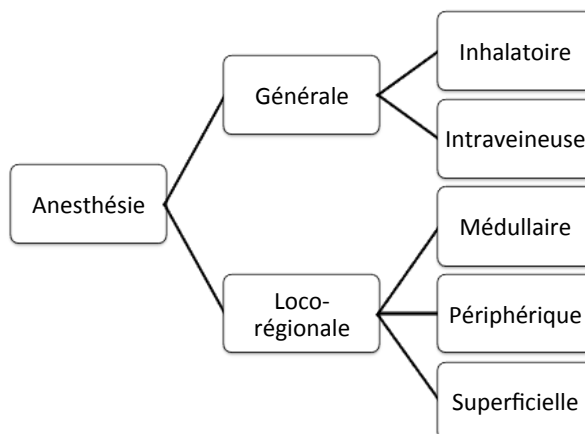 Anesthésie
Générale
Inhalatoire
Intraveineuse
Loco-
régionale
Médullaire
Périphérique
Superficielle